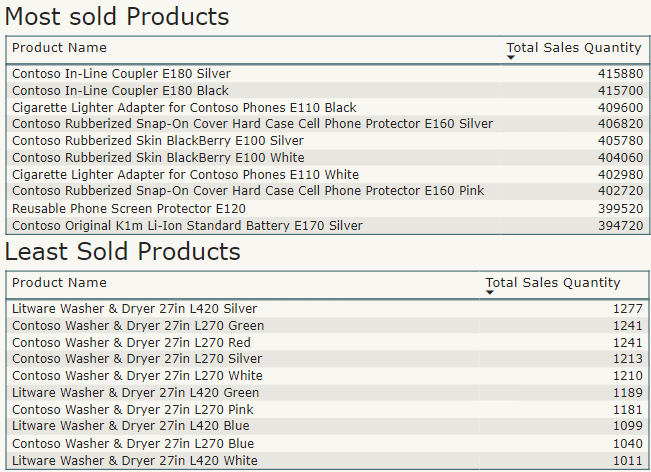 Most sold Products
Product Name Total Sales Quantity
Contoso In-Line Coupler E180 Silver 415880
Contoso In-Line Coupler E180 Black 415700
Cigarette Lighter Adapter for Contoso Phones E110 Black 409600
Contoso Rubberized Snap-On Cover Hard Case Cell Phone Protector E160 Silver 406820
Contoso Rubberized Skin BlackBerry E100 Silver 405780
Contoso Rubberized Skin BlackBerry E100 White 404060
Cigarette Lighter Adapter for Contoso Phones E110 White 402980
Contoso Rubberized Snap-On Cover Hard Case Cell Phone Protector E160 Pink 402720
Reusable Phone Screen Protector E120 399520
Contoso Original K1m Li-Ion Standard Battery E170 Silver 394720
Least Sold Products
Product Name Total Sales Quantity
Litware Washer & Dryer 27in L420 Silver 1277
Contoso Washer & Dryer 27in L270 Green 1241
Contoso Washer & Dryer 27in L270 Red 1241
Contoso Washer & Dryer 27in L270 Silver 1213
Contoso Washer & Dryer 27in L270 White 1210
Litware Washer & Dryer 27in L420 Green 1189
Contoso Washer & Dryer 27in L270 Pink 1181
Litware Washer & Dryer 27in L420 Blue 1099
Contoso Washer & Dryer 27in L270 Blue 1040
Litware Washer & Dryer 27in L420 White 1011